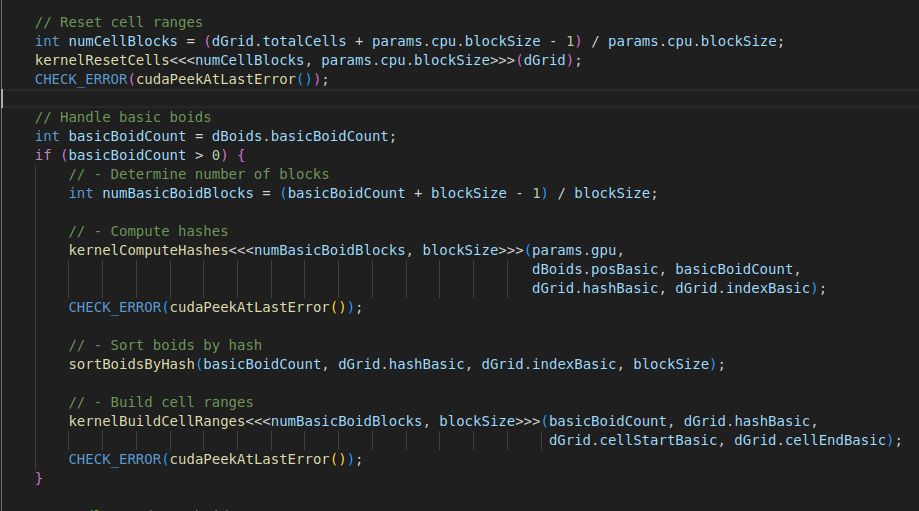 // Reset cell ranges
int numCellBlocks = (dGrid.totalCells + params.cpu.blockSize - 1) / params.cpu.blockSize;
kernelResetCells<<<numCellBlocks, params.cpu.blockSize>>>(dGrid);
CHECK_ERROR(cudaPeekAtLastError());
// Handle basic boids
int basicBoidCount = dBoids.basicBoidCount;
if (basicBoidCount > 0) {
// - Determine number of blocks
int numBasicBoidBlocks = (basicBoidCount + blockSize - 1) / blockSize;
// - Compute hashes
kernelComputeHashes<<<numBasicBoidBlocks, blockSize>>>(params.gpu,
dBoids.posBasic, basicBoidCount,
dGrid.hashBasic, dGrid.indexBasic);
CHECK_ERROR(cudaPeekAtLastError());
// - Sort boids by hash
sortBoidsByHash(basicBoidCount, dGrid.hashBasic, dGrid.indexBasic, blockSize);
// - Build cell ranges
kernelBuildCellRanges<<<numBasicBoidBlocks, blockSize>>>(basicBoidCount, dGrid.hashBasic,
dGrid.cellStartBasic, dGrid.cellEndBasic);
CHECK_ERROR(cudaPeekAtLastError());
}